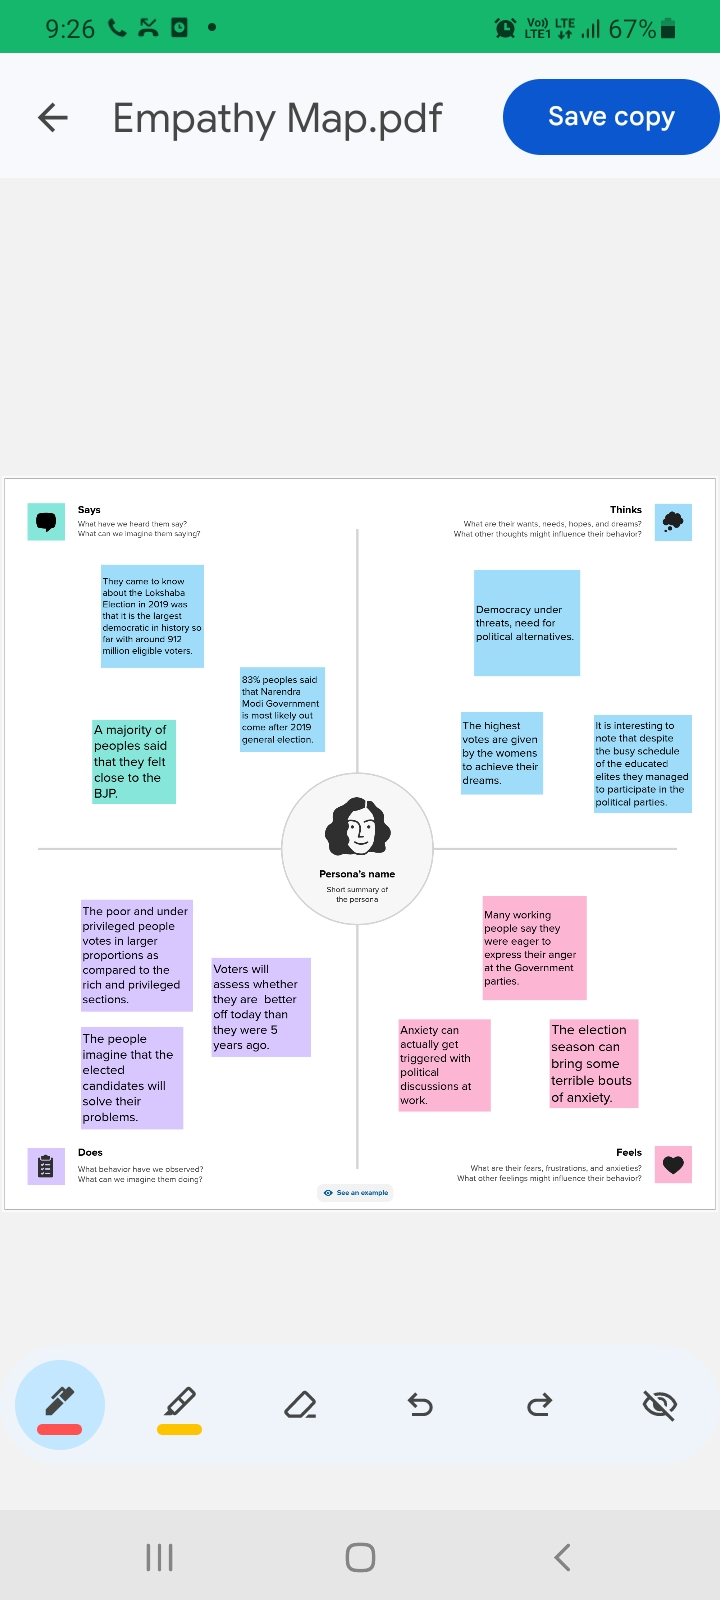 9:26
Vo)) LTE1 LTE 67%
Empathy Map.pdf
Save copy
Says
What have we heard them say?
What can we imagine them saying?
Thinks
What are their wants, needs, hopes, and dreams?
What other thoughts might influence their behavior?
They came to know
about the Lokshaba
Election in 2019 was
that it is the largest
democratic in history so
far with around 912
million eligible voters.
83% peoples said
that Narendra
Modi Government
is most likely out
come after 2019
general election.
A majority of
peoples said
that they felt
close to the
BJP.
Democracy under
threats, need for
political alternatives.
The highest
votes are given
by the womens
to achieve their
dreams.
It is interesting to
note that despite
the busy schedule
of the educated
elites they managed
to participate in the
political parties.
Persona's name
Short summary of
the persona
The poor and under
privileged people
votes in larger
proportions as
compared to the
rich and privileged
sections.
Voters will
assess whether
they are  better
off today than
they were 5
years ago.
The people
imagine that the
elected
candidates will
solve their
problems.
Many working
people say they
were eager to
express their anger
at the Government
parties.
Anxiety can
actually get
triggered with
political
discussions at
work.
The election
season can
bring some
terrible bouts
of anxiety.
Does
What behavior have we observed?
What can we imagine them doing?
Feels
What are their fears, frustrations, and anxieties?
What other feelings might influence their behavior?
See an example